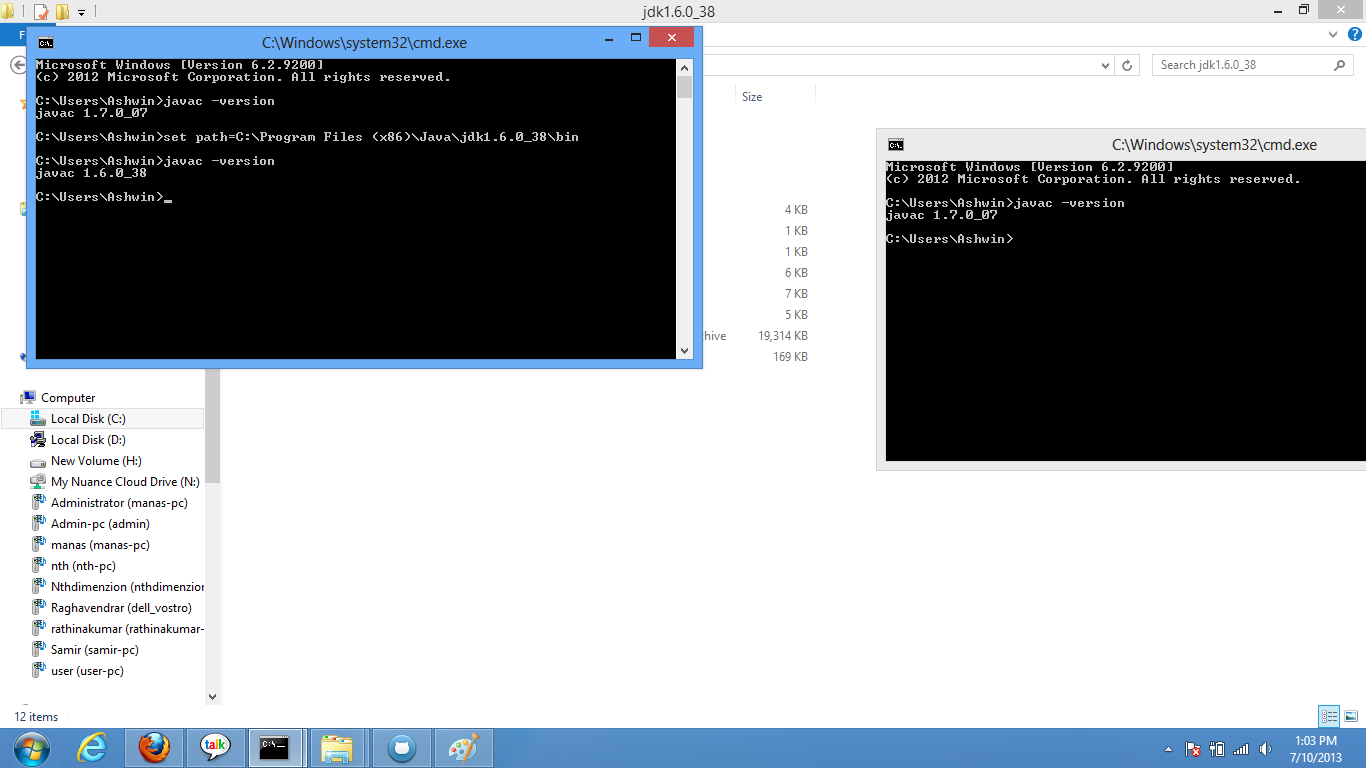 jdk1.6.0_38
F
C:\Windows\system32\cmd.exe
Microsoft Windows [Version 6.2.9200]
(c) 2012 Microsoft Corporation. All rights reserved.
C:\Users\Ashwin>javac -version
javac 1.7.0_07
C:\Users\Ashwin>set path=C:\Program Files (x86)\Java\jdk1.6.0_38\bin
C:\Users\Ashwin>javac -version
javac 1.6.0_38
C:\Users\Ashwin>_
Search jdk1.6.0_38
Size
4 KB
1 KB
1 KB
6 KB
7 KB
5 KB
hive 19,314 KB
169 KB
C:\Windows\system32\cmd.exe
Microsoft Windows [Version 6.2.9200]
(c) 2012 Microsoft Corporation. All rights reserved.
C:\Users\Ashwin>javac -version
javac 1.7.0_07
C:\Users\Ashwin>
Computer
Local Disk (C:)
Local Disk (D:)
New Volume (H:)
My Nuance Cloud Drive (N:)
Administrator (manas-pc)
Admin-pc (admin)
manas (manas-pc)
nth (nth-pc)
Nthdimenzion (nthdimenzion
Raghavendrar (dell_vostro)
rathinakumar (rathinakumar-
Samir (samir-pc)
user (user-pc)
12 items
talk
C:\_
1:03 PM
7/10/2013